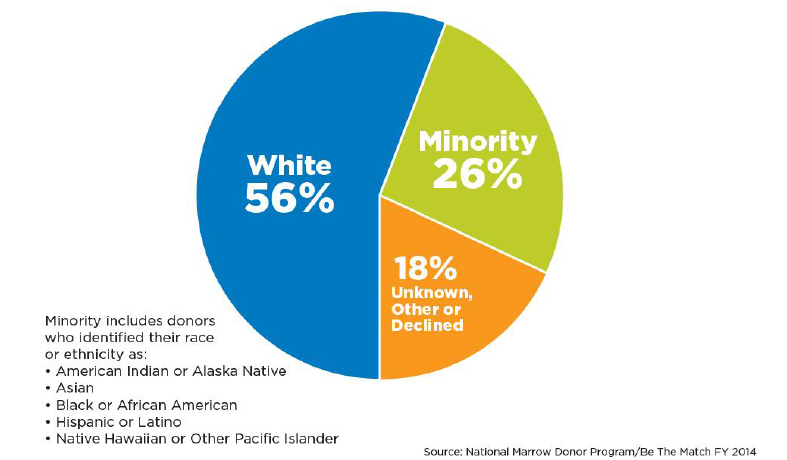 White
56%
Minority
26%
18%
Unknown,
Other or
Declined
Minority includes donors
who identified their race
or ethnicity as:
• American Indian or Alaska Native
• Asian
• Black or African American
• Hispanic or Latino
• Native Hawaiian or Other Pacific Islander
Source: National Marrow Donor Program/Be The Match FY 2014